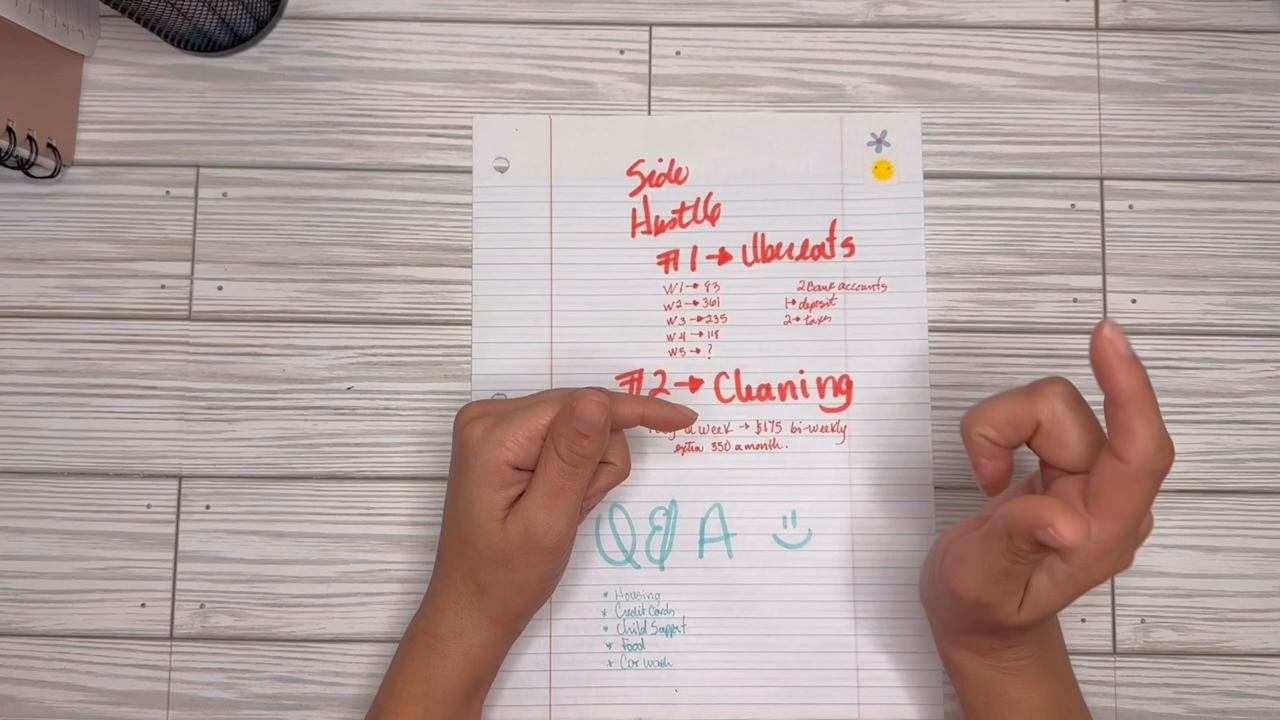 Side
Hustle
#1 → Ubereats
W1 → 83
W2 → 361
W3 → 235
W4 → 118
W5 → ?
2 Bank accounts
1 → deposit
2 → taxes
#2 → Cleaning
a week → $175 bi-weekly
extra 350 a month.
Q&A
* Housing
* Credit Cards
* Child Support
* Food
* Car wash